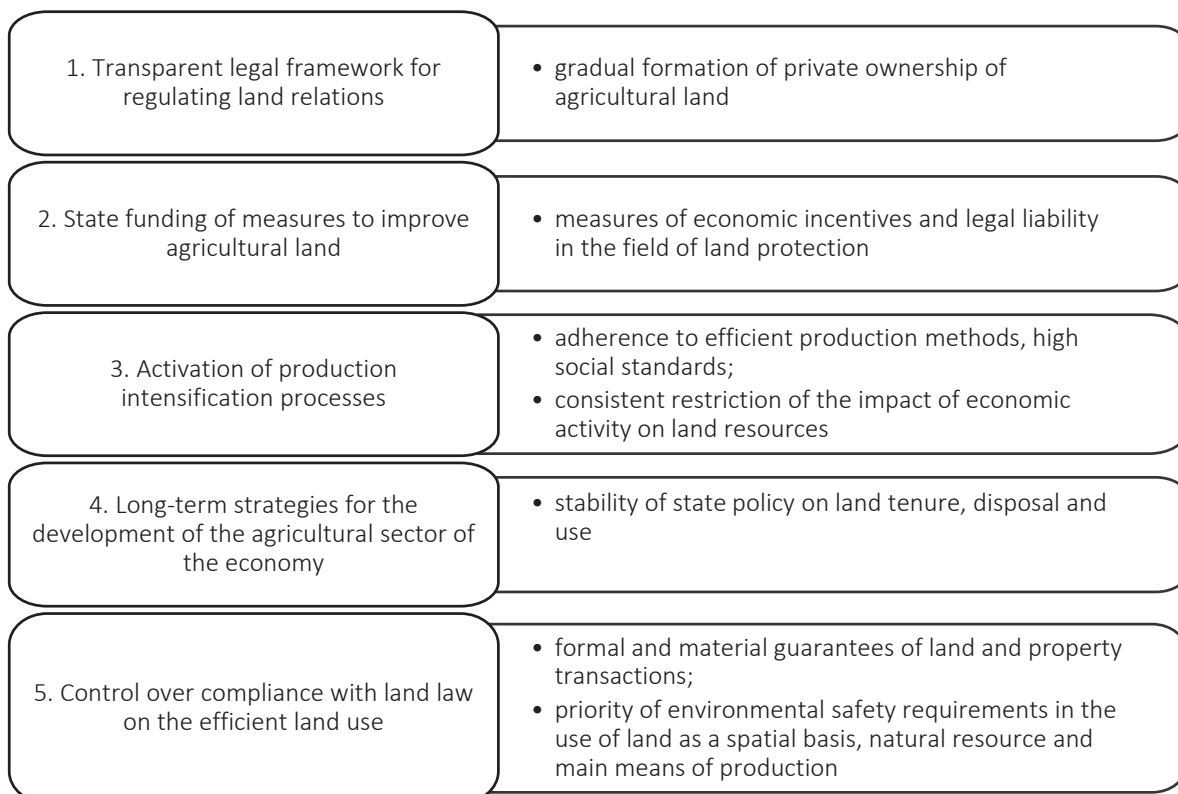 1. Transparent legal framework for
regulating land relations
• gradual formation of private ownership of
agricultural land
2. State funding of measures to improve
agricultural land
• measures of economic incentives and legal liability
in the field of land protection
3. Activation of production
intensification processes
• adherence to efficient production methods, high
social standards;
• consistent restriction of the impact of economic
activity on land resources
4. Long-term strategies for the
development of the agricultural sector of
the economy
• stability of state policy on land tenure, disposal and
use
5. Control over compliance with land law
on the efficient land use
• formal and material guarantees of land and property
transactions;
• priority of environmental safety requirements in the
use of land as a spatial basis, natural resource and
main means of production